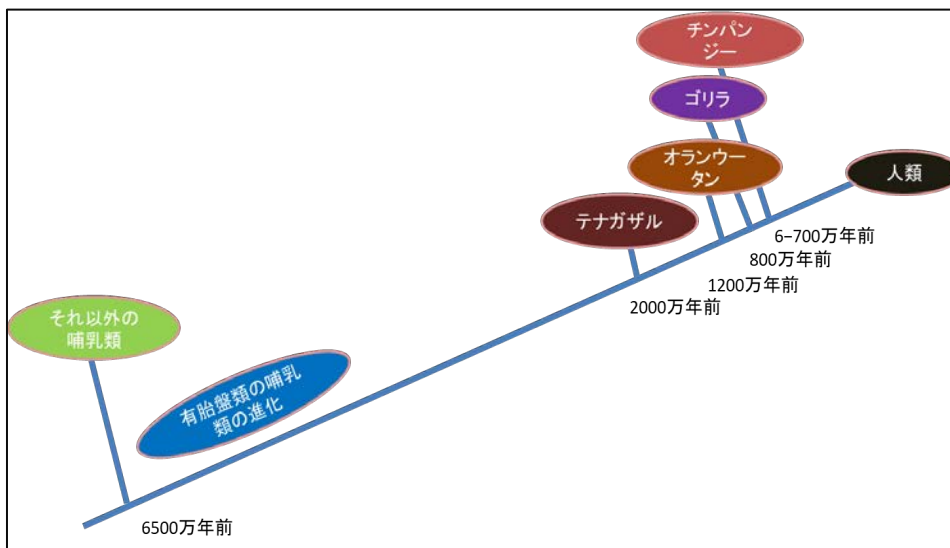 チンパン
ジー
ゴリラ
オランウー
タン
人類
テナガザル
6−700万年前
800万年前
1200万年前
2000万年前
それ以外の
哺乳類
有胎盤類の哺乳
類の進化
6500万年前